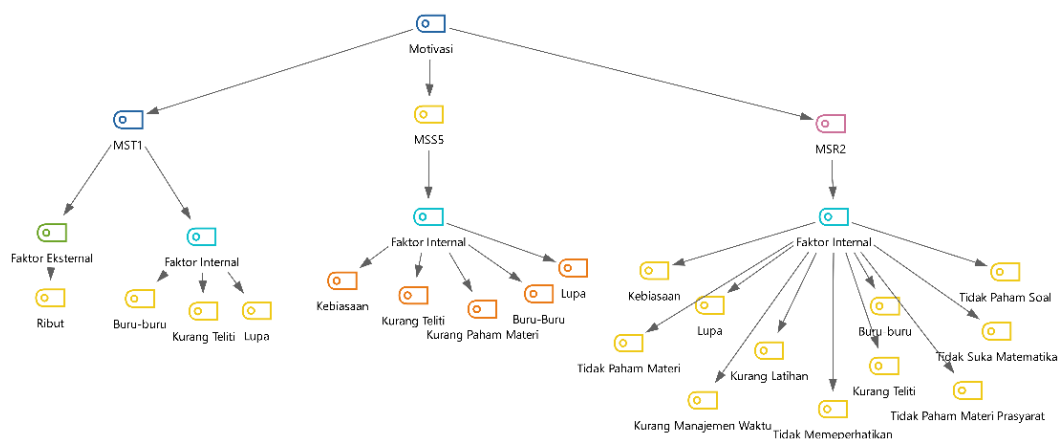 Motivasi
MST1
MSS5
MSR2
Faktor Eksternal
Faktor Internal
Faktor Internal
Faktor Internal
Ribut
Buru-buru
Kurang Teliti
Lupa
Kebiasaan
Kurang Teliti
Kurang Paham Materi
Buru-Buru
Lupa
Kebiasaan
Lupa
Buru-buru
Tidak Paham Soal
Tidak Paham Materi
Kurang Latihan
Kurang Teliti
Tidak Suka Matematika
Kurang Manajemen Waktu
Tidak Memeperhatikan
Tidak Paham Materi Prasyarat